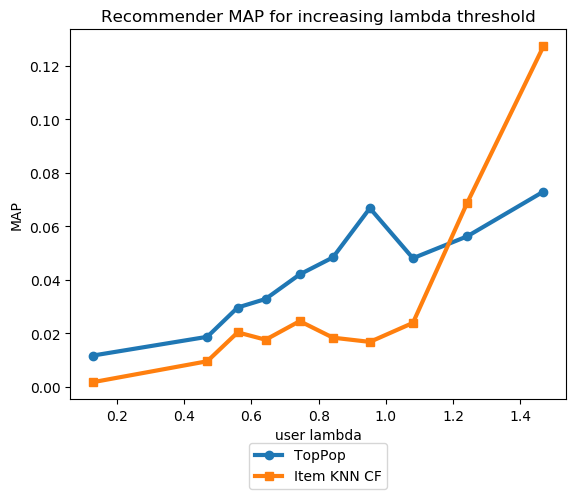 Recommender MAP for increasing lambda threshold
MAP
0.12
0.10
0.08
0.06
0.04
0.02
0.00
0.2 0.4 0.6 0.8 1.0 1.2 1.4
user lambda
TopPop
Item KNN CF